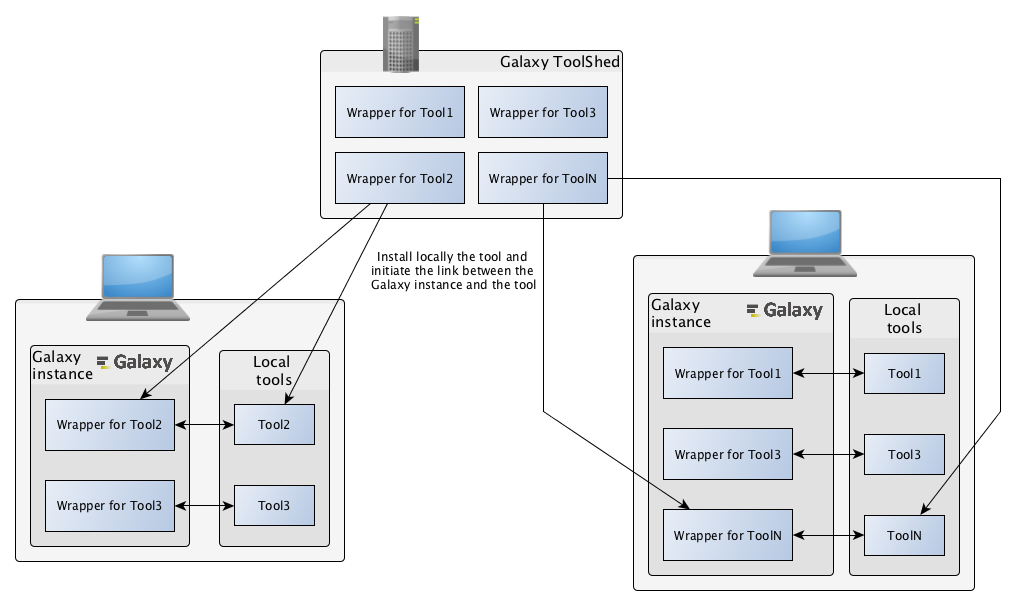 Galaxy ToolShed
Wrapper for Tool1
Wrapper for Tool3
Wrapper for Tool2
Wrapper for ToolN
Install locally the tool and
initiate the link between the
Galaxy instance and the tool
Galaxy
instance
Galaxy
Local
tools
Wrapper for Tool2
Tool2
Wrapper for Tool3
Tool3
Galaxy
instance
Galaxy
Local
tools
Wrapper for Tool1
Tool1
Wrapper for Tool3
Tool3
Wrapper for ToolN
ToolN